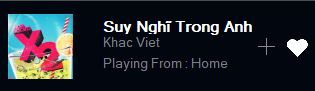 Suy Nghĩ Trong Anh
Khac Viet
Playing From : Home